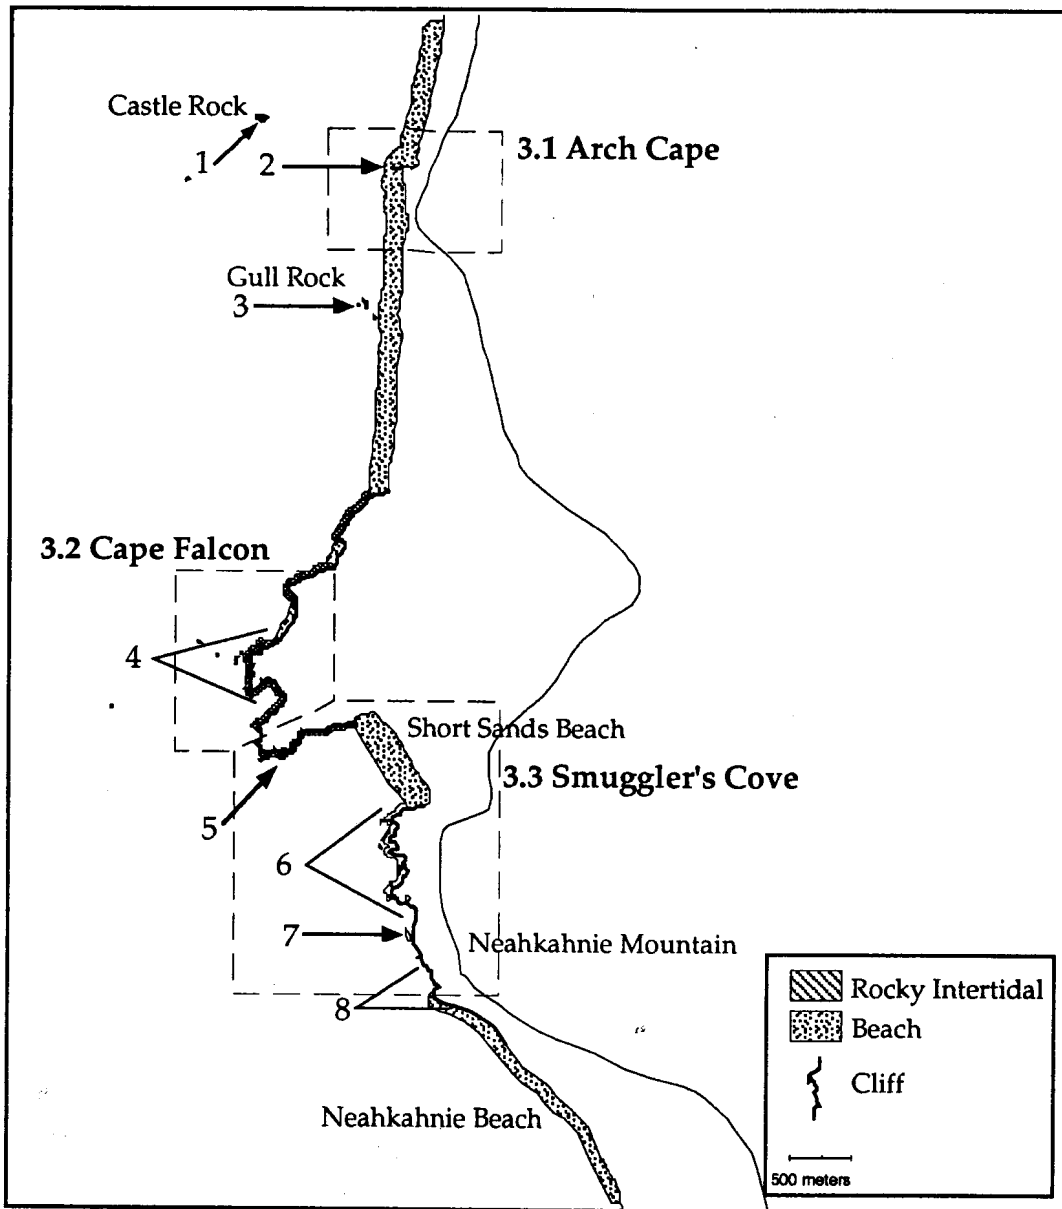 Castle Rock
1
2
3.1 Arch Cape
Gull Rock
3
3.2 Cape Falcon
4
Short Sands Beach
3.3 Smuggler's Cove
5
6
7
Neahkahnie Mountain
8
Rocky Intertidal
Beach
Cliff
500 meters
Neahkahnie Beach